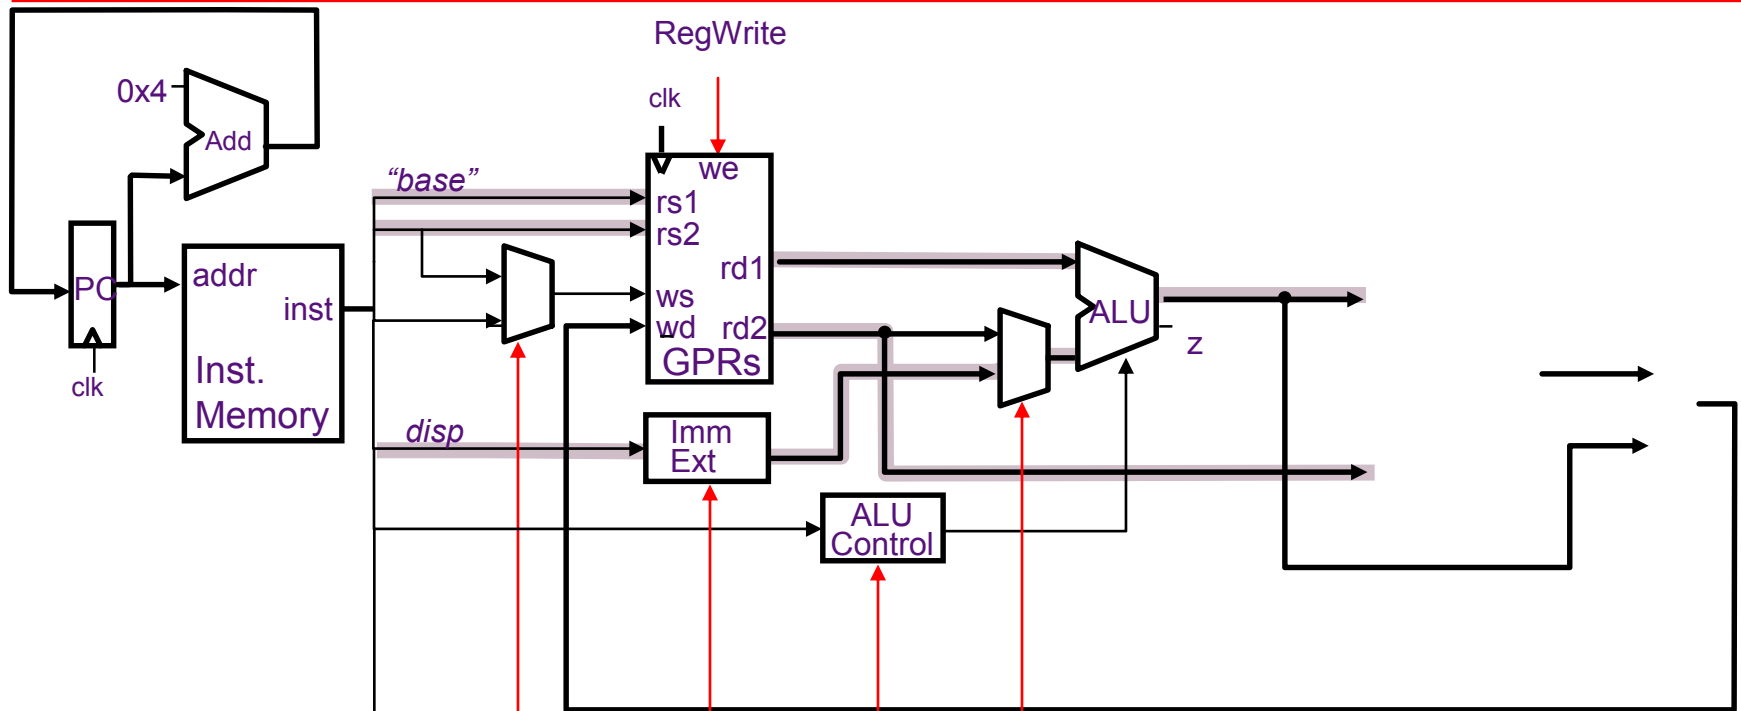 RegWrite
0x4
clk
Add
we
"base"
rs1
rs2
PC
addr
inst
rd1
ws
wd
rd2
ALU
z
clk
Inst.
Memory
GPRs
disp
Imm
Ext
ALU
Control